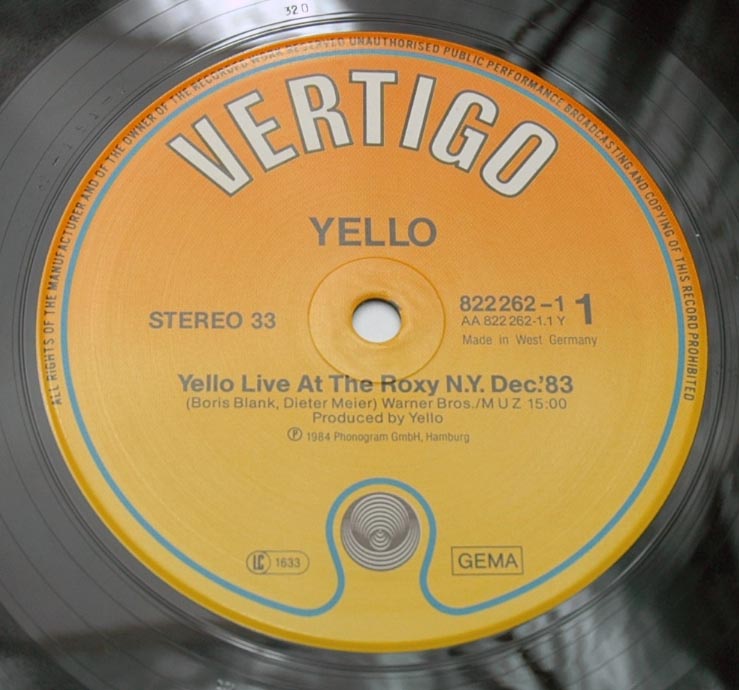 320
ALL RIGHTS OF THE MANUFACTURER AND OF THE OWNER OF THE RECORDED WORK RESERVED UNAUTHORISED PUBLIC PERFORMANCE BROADCASTING AND COPYING OF THIS RECORD PROHIBITED
VERTIGO
YELLO
STEREO 33
822 262-1 1
AA 822 262-1.1 Y
Made in West Germany
Yello Live At The Roxy N.Y. Dec.'83
(Boris Blank, Dieter Meier) Warner Bros./M U Z 15:00
Produced by Yello
℗ 1984 Phonogram GmbH, Hamburg
LC 1633
GEMA